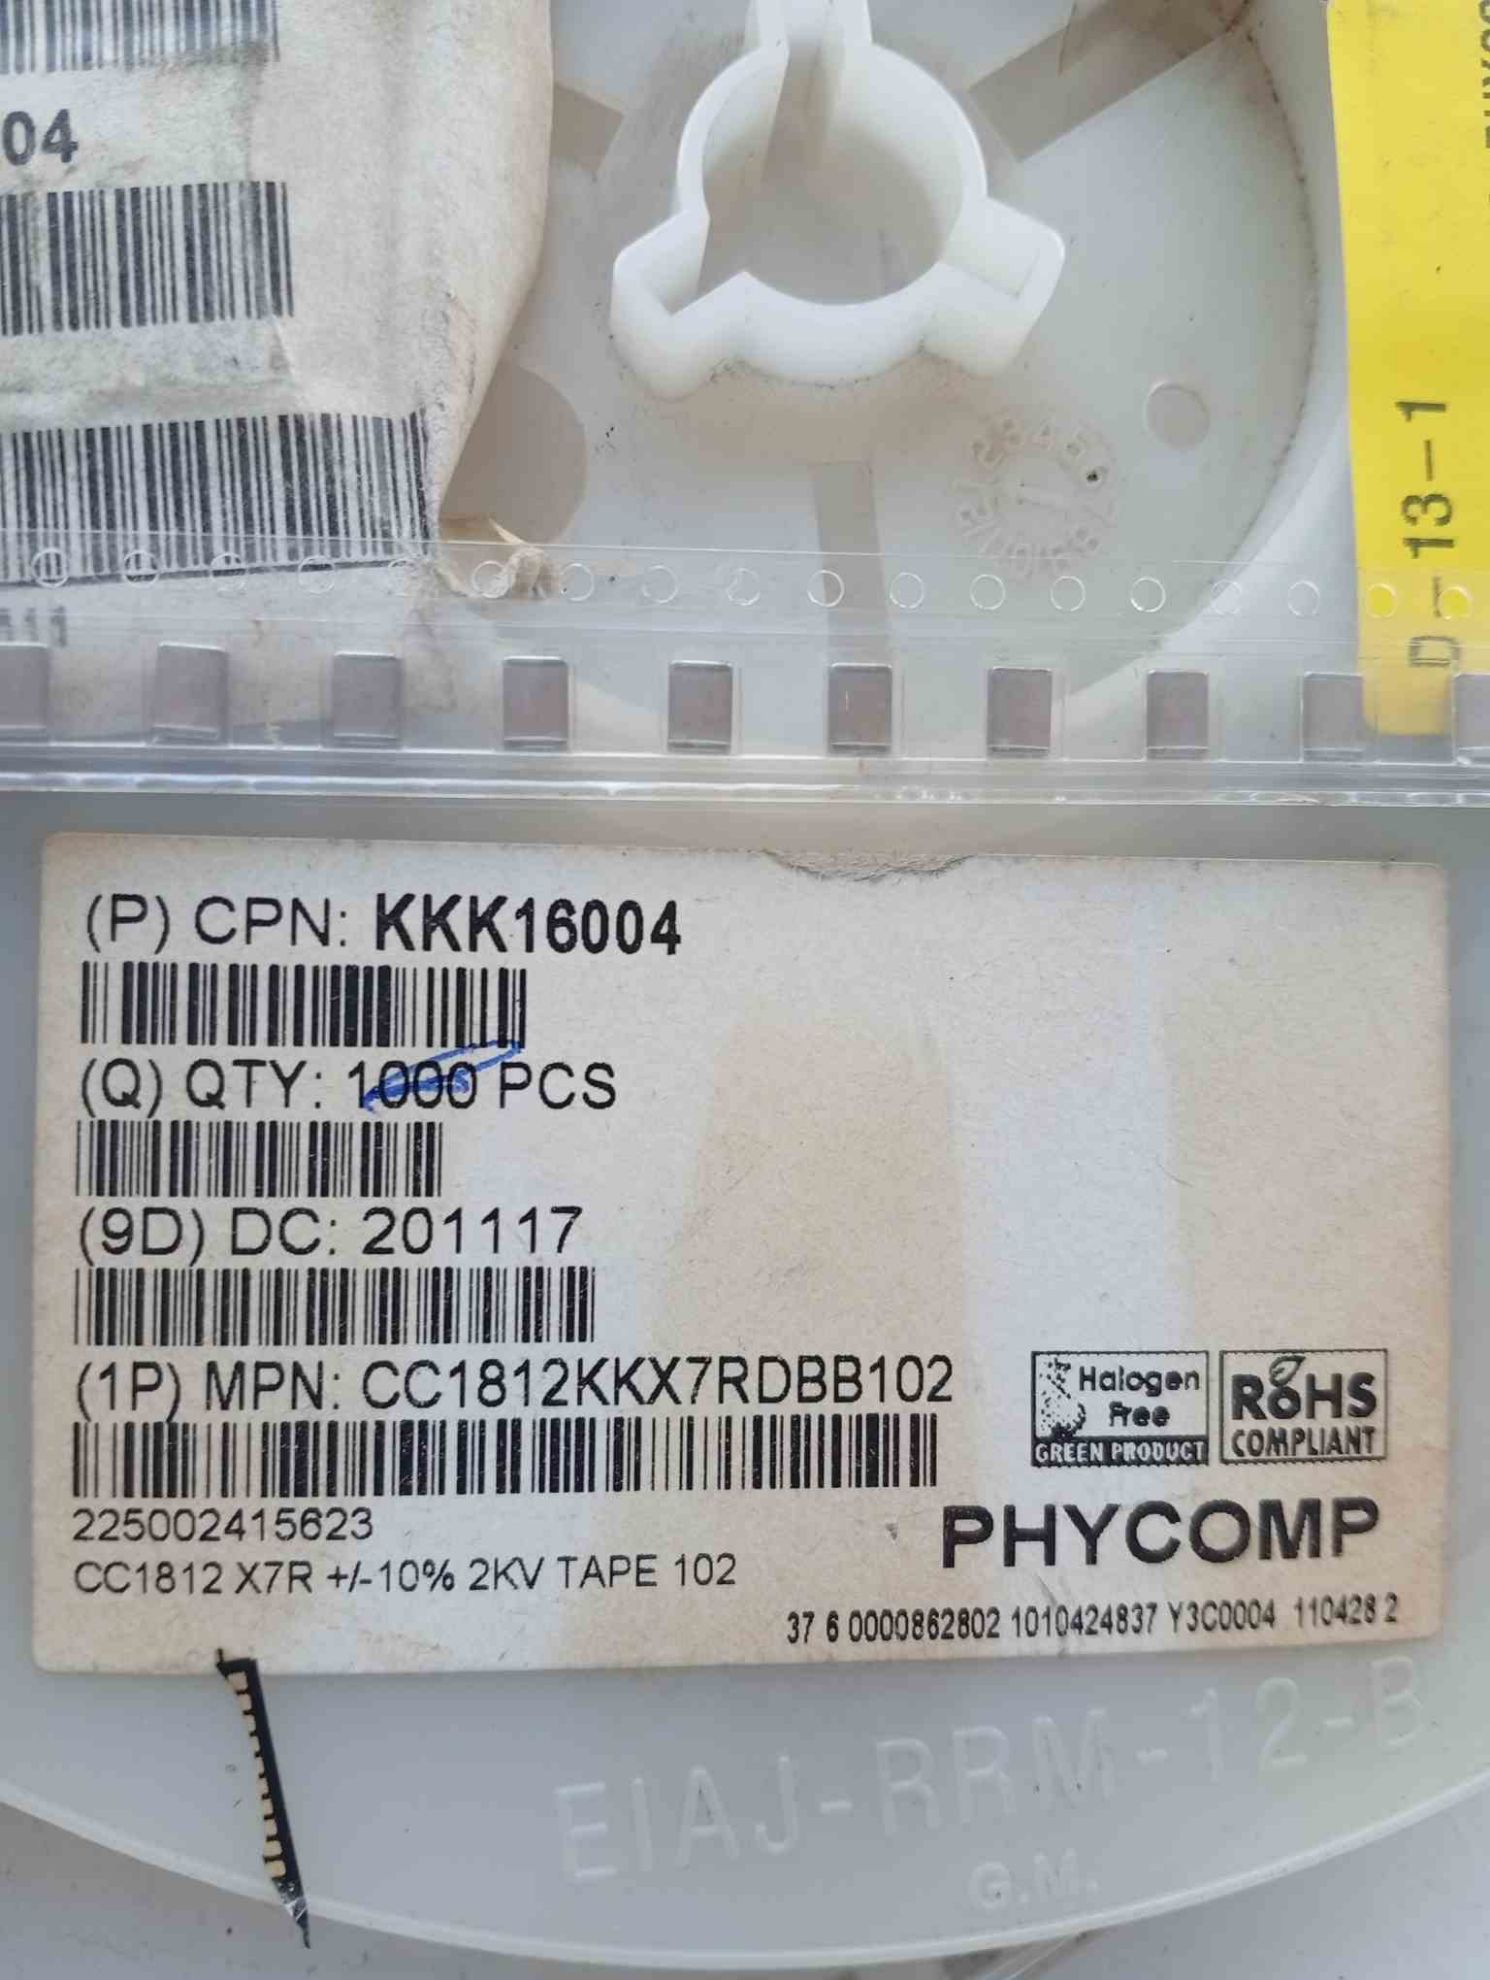 04
D-13-1
(P) CPN: KKK16004
(Q) QTY: 1000 PCS
(9D) DC: 201117
(1P) MPN: CC1812KKX7RDBB102
Halogen
Free
GREEN PRODUCT
RoHS
COMPLIANT
225002415623
CC1812 X7R +/-10% 2KV TAPE 102
PHYCOMP
37 6 0000862802 1010424837 Y3C0004 110428 2
EIAJ-RRM-12-B
G.M.